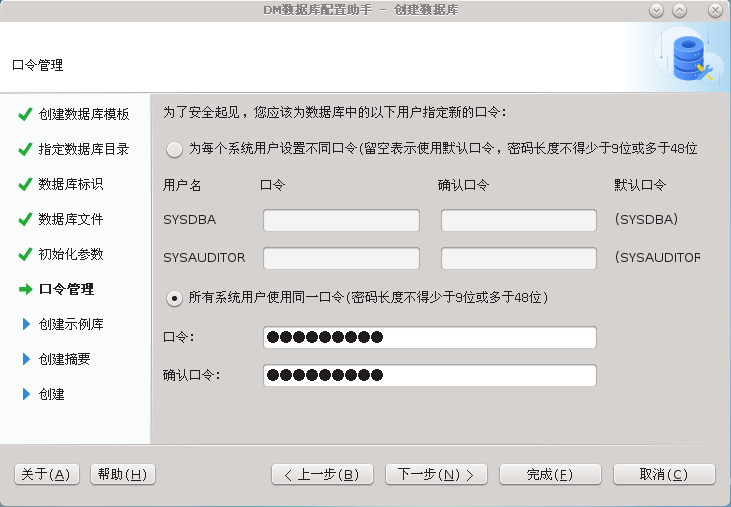 DM数据库配置助手 - 创建数据库
口令管理
创建数据库模板
指定数据库目录
数据库标识
数据库文件
初始化参数
口令管理
创建示例库
创建摘要
创建
为了安全起见，您应该为数据库中的以下用户指定新的口令:
为每个系统用户设置不同口令(留空表示使用默认口令，密码长度不得少于9位或多于48位
用户名 口令 确认口令 默认口令
SYSDBA (SYSDBA)
SYSAUDITOR (SYSAUDITOR
所有系统用户使用同一口令(密码长度不得少于9位或多于48位)
口令: ●●●●●●●●●
确认口令: ●●●●●●●●●
关于(A) 帮助(H) < 上一步(B) 下一步(N) > 完成(F) 取消(C)